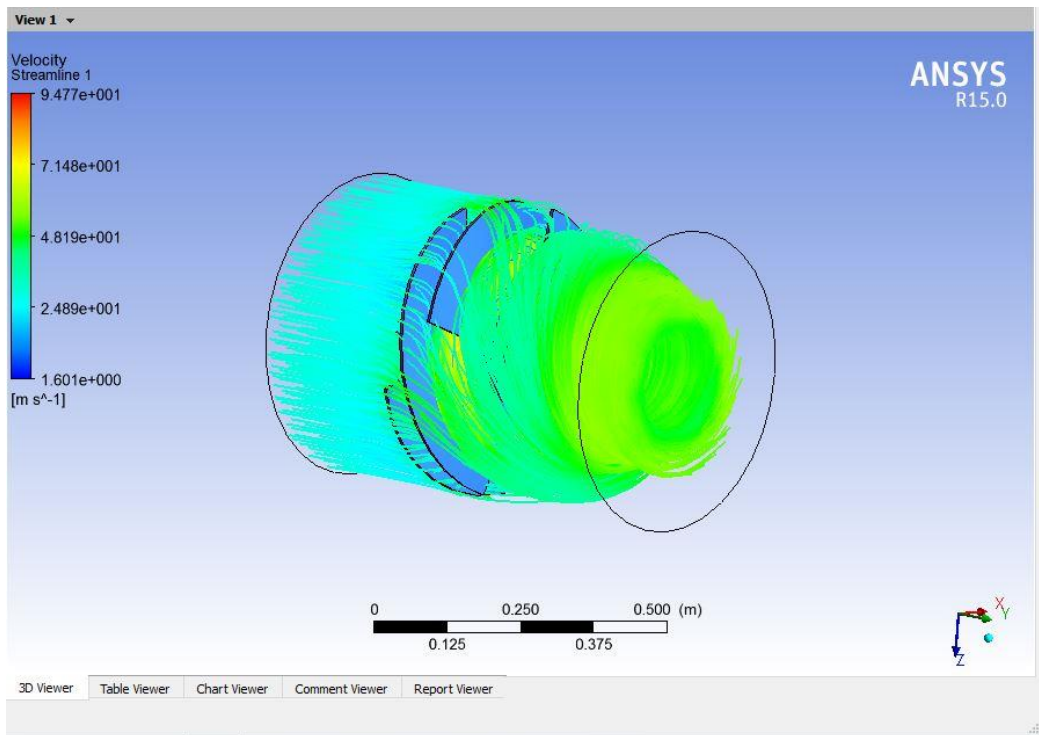 View 1
Velocity
Streamline 1
9.477e+001
7.148e+001
4.819e+001
2.489e+001
1.601e+000
[m s^-1]
ANSYS
R15.0
0 0.250 0.500 (m)
0.125 0.375
X
Y
Z
3D Viewer Table Viewer Chart Viewer Comment Viewer Report Viewer